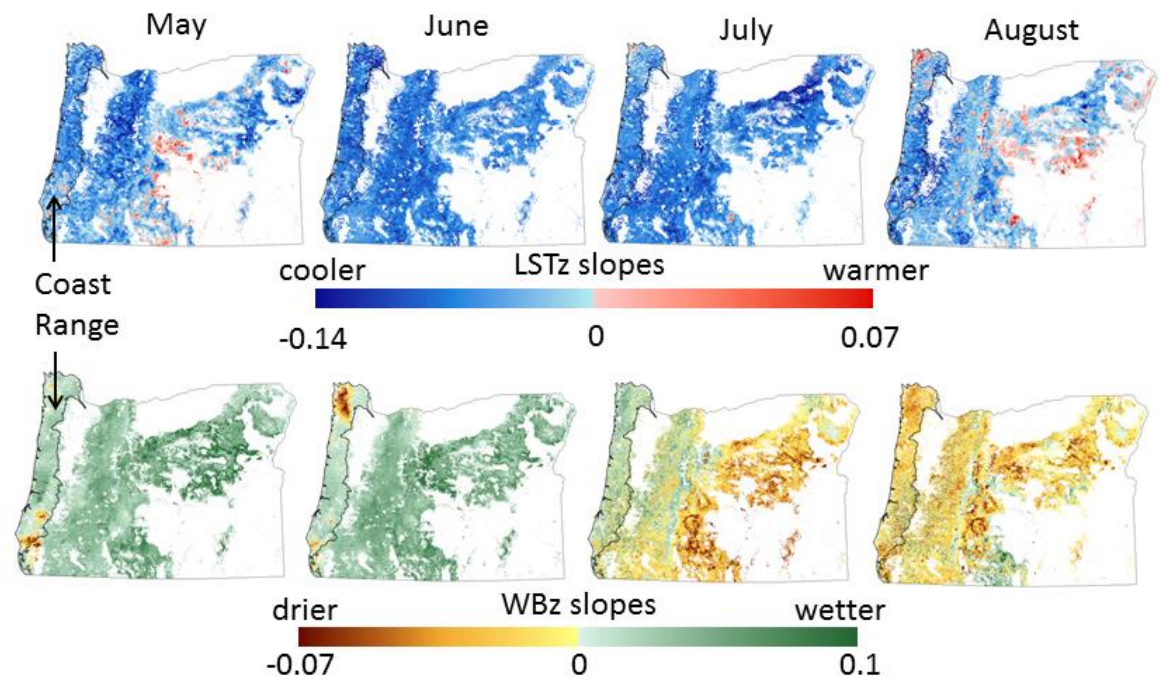 May June July August
Coast
Range
cooler LSTz slopes warmer
-0.14 0 0.07
drier WBz slopes wetter
-0.07 0 0.1